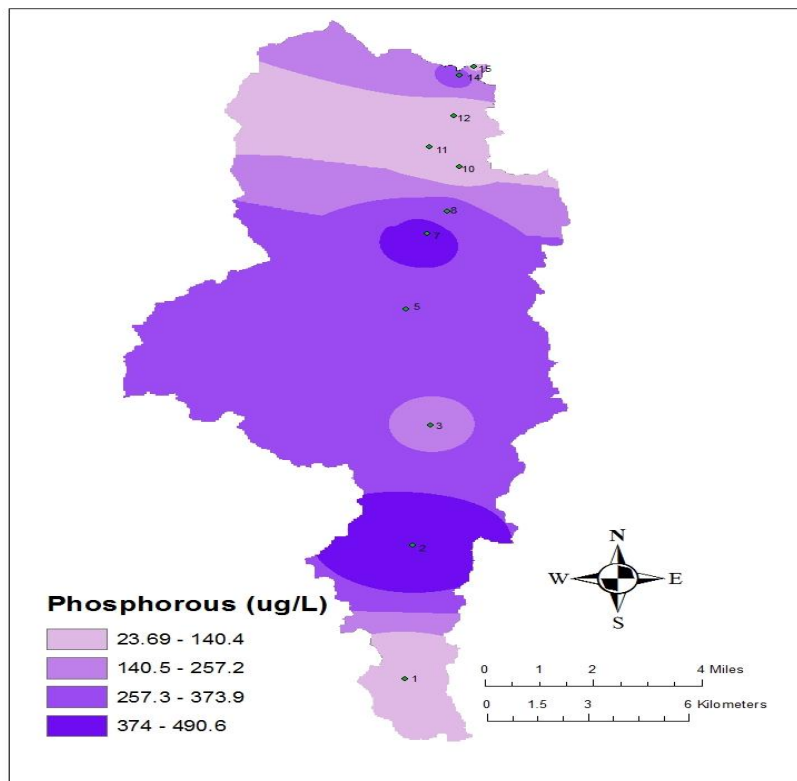 15
14
12
11
10
8
7
5
3
2
N
W E
S
Phosphorous (ug/L)
23.69 - 140.4
140.5 - 257.2
257.3 - 373.9
374 - 490.6
1
0 1 2 4 Miles
0 1.5 3 6 Kilometers